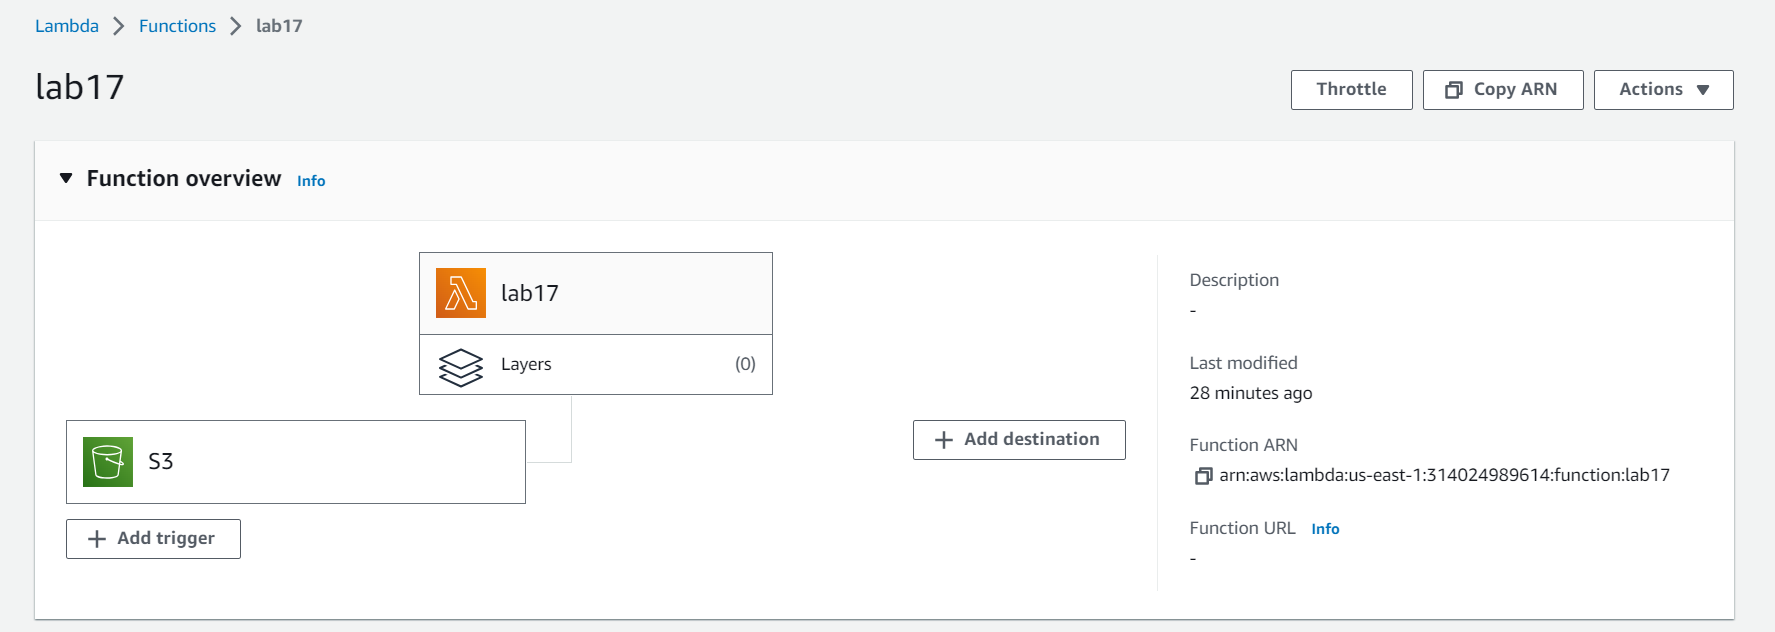 Lambda > Functions > lab17
lab17
Throttle
Copy ARN
Actions
Function overview Info
lab17
Layers (0)
S3
+ Add trigger
+ Add destination
Description
-
Last modified
28 minutes ago
Function ARN
arn:aws:lambda:us-east-1:314024989614:function:lab17
Function URL Info
-